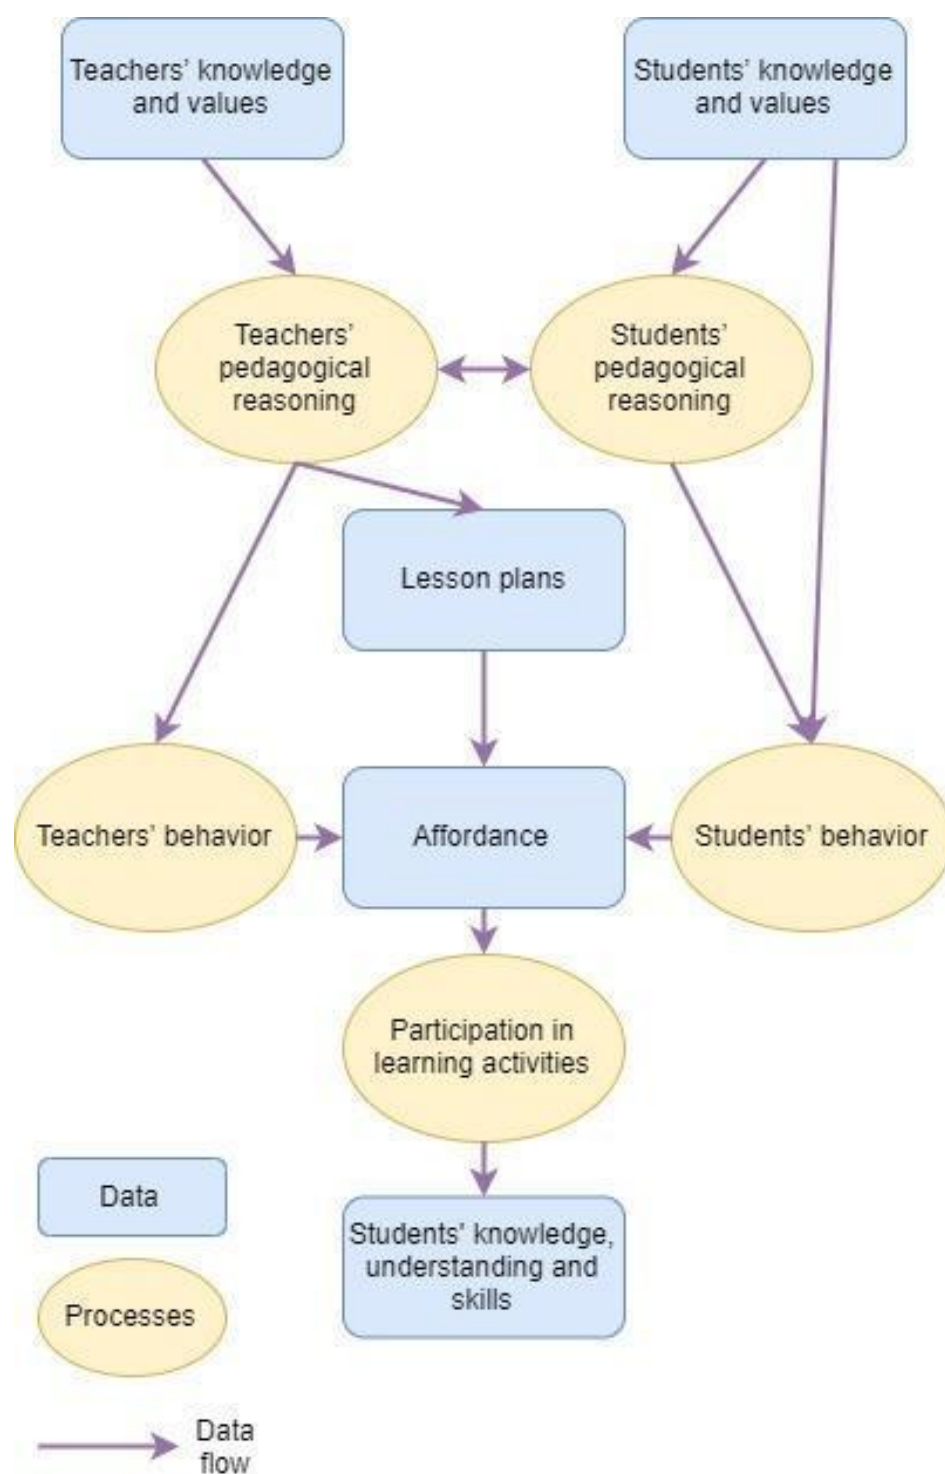 Teachers' knowledge
and values
Students' knowledge
and values
Teachers'
pedagogical
reasoning
Students'
pedagogical
reasoning
Lesson plans
Teachers' behavior
Affordance
Students' behavior
Participation in
learning activities
Students' knowledge,
understanding and
skills
Data
Processes
Data
flow